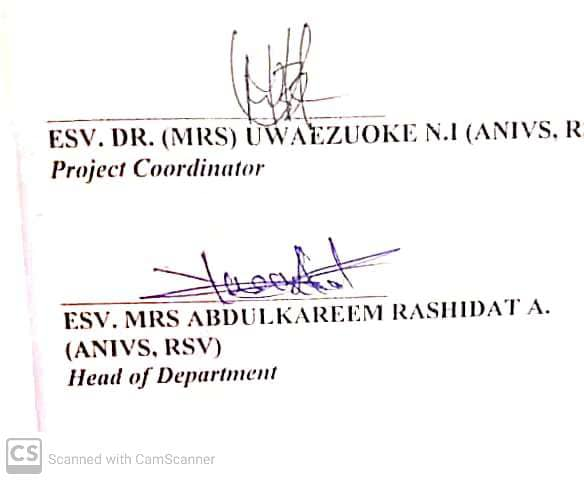 ESV. DR. (MRS) UWAEZUOKE N.I (ANIVS, R
Project Coordinator
ESV. MRS ABDULKAREEM RASHIDAT A.
(ANIVS, RSV)
Head of Department
CS Scanned with CamScanner